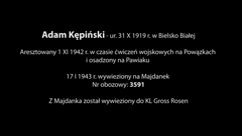 Adam Kępiński - ur. 31 X 1919 r. w Bielsko Białej
Aresztowany 1 XI 1942 r. w czasie ćwiczeń wojskowych na Powązkach
i osadzony na Pawiaku
17 I 1943 r. wywieziony na Majdanek
Nr obozowy: 3591
Z Majdanka został wywieziony do KL Gross Rosen